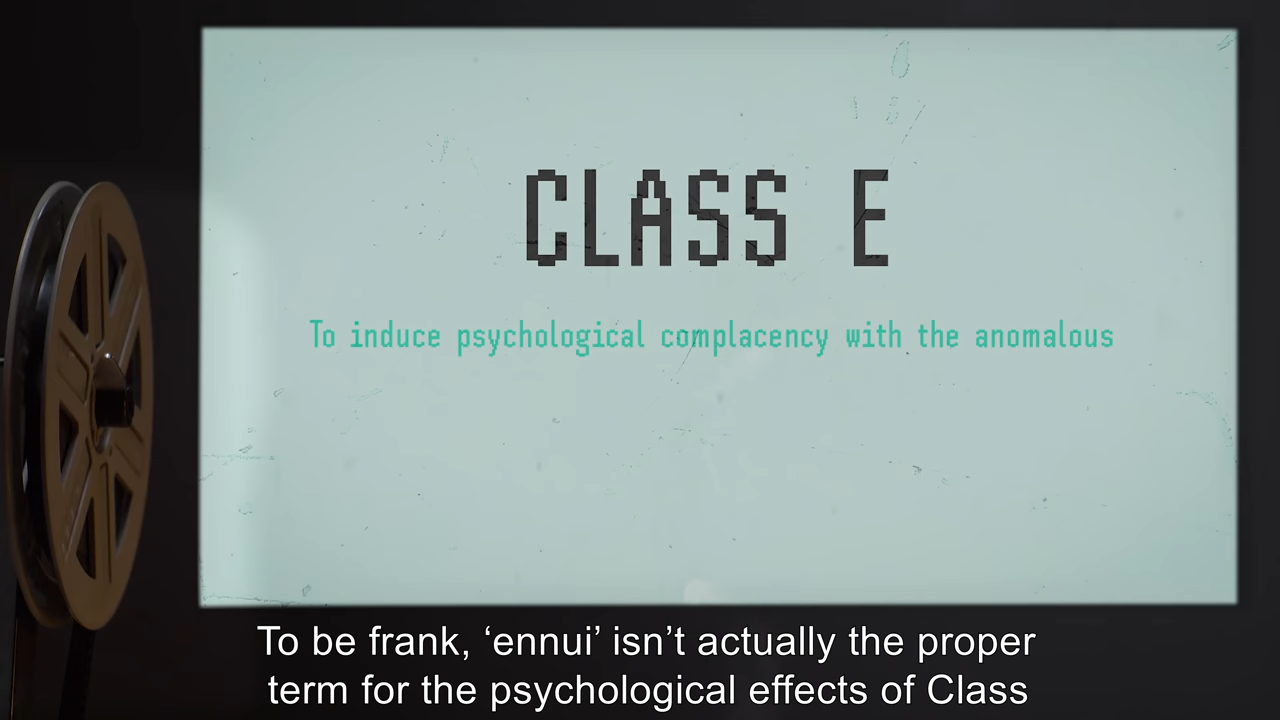 CLASS E
To induce psychological complacency with the anomalous
To be frank, ‘ennui’ isn’t actually the proper
term for the psychological effects of Class